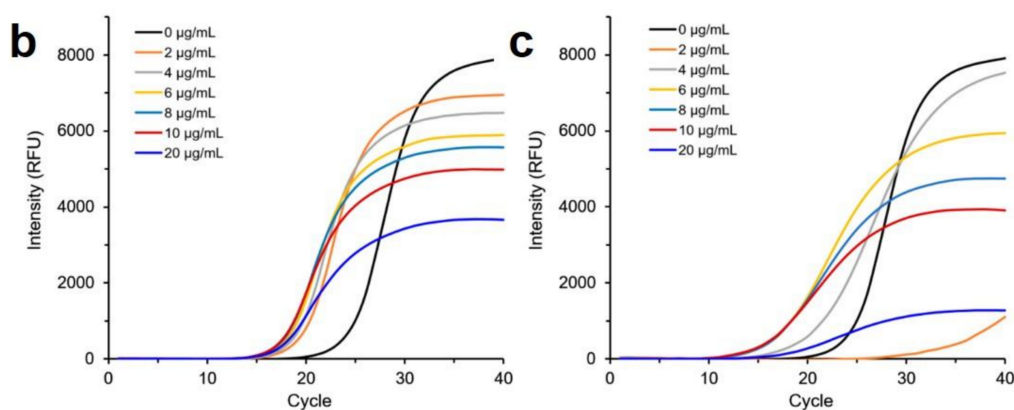 b
8000
6000
4000
2000
0
Intensity (RFU)
0 µg/mL
2 µg/mL
4 µg/mL
6 µg/mL
8 µg/mL
10 µg/mL
20 µg/mL
0 10 20 30 40
Cycle
c
8000
6000
4000
2000
0
Intensity (RFU)
0 µg/mL
2 µg/mL
4 µg/mL
6 µg/mL
8 µg/mL
10 µg/mL
20 µg/mL
0 10 20 30 40
Cycle